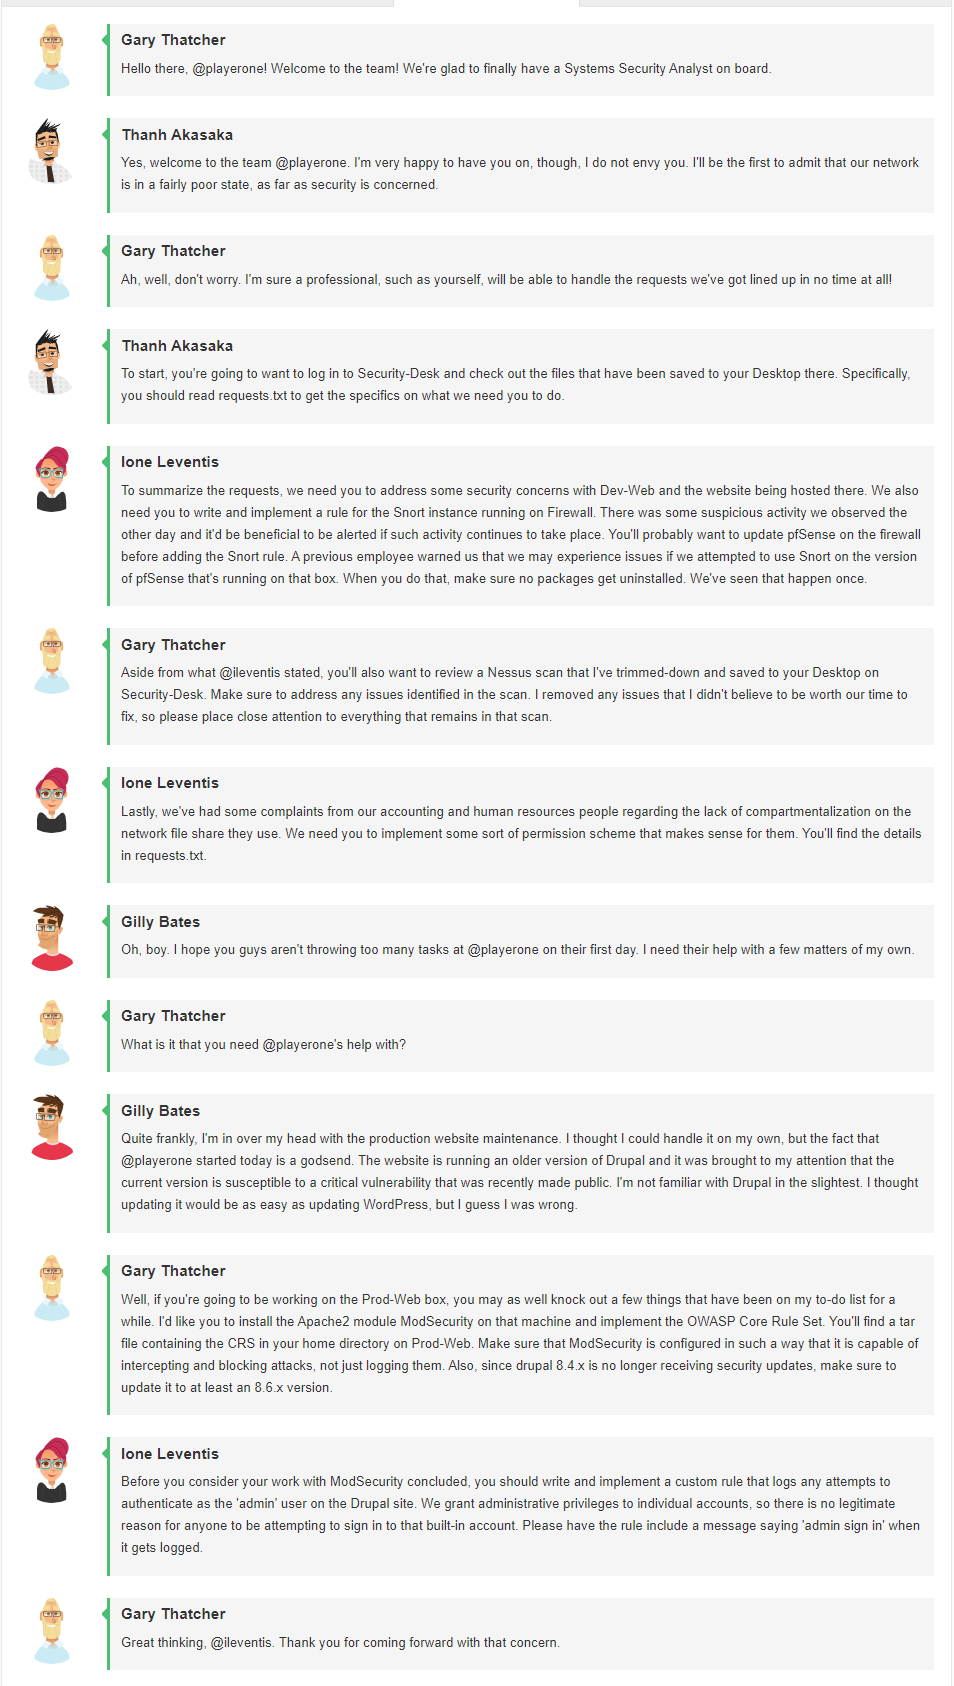 Gary Thatcher
Hello there, @playerone! Welcome to the team! We're glad to finally have a Systems Security Analyst on board.
Thanh Akasaka
Yes, welcome to the team @playerone. I'm very happy to have you on, though, I do not envy you. I'll be the first to admit that our network
is in a fairly poor state, as far as security is concerned.
Gary Thatcher
Ah, well, don't worry. I'm sure a professional, such as yourself, will be able to handle the requests we've got lined up in no time at all!
Thanh Akasaka
To start, you're going to want to log in to Security-Desk and check out the files that have been saved to your Desktop there. Specifically,
you should read requests.txt to get the specifics on what we need you to do.
Ione Leventis
To summarize the requests, we need you to address some security concerns with Dev-Web and the website being hosted there. We also
need you to write and implement a rule for the Snort instance running on Firewall. There was some suspicious activity we observed the
other day and it'd be beneficial to be alerted if such activity continues to take place. You'll probably want to update pfSense on the firewall
before adding the Snort rule. A previous employee warned us that we may experience issues if we attempted to use Snort on the version
of pfSense that's running on that box. When you do that, make sure no packages get uninstalled. We've seen that happen once.
Gary Thatcher
Aside from what @ileventis stated, you'll also want to review a Nessus scan that I've trimmed-down and saved to your Desktop on
Security-Desk. Make sure to address any issues identified in the scan. I removed any issues that I didn't believe to be worth our time to
fix, so please place close attention to everything that remains in that scan.
Ione Leventis
Lastly, we've had some complaints from our accounting and human resources people regarding the lack of compartmentalization on the
network file share they use. We need you to implement some sort of permission scheme that makes sense for them. You'll find the details
in requests.txt.
Gilly Bates
Oh, boy. I hope you guys aren't throwing too many tasks at @playerone on their first day. I need their help with a few matters of my own.
Gary Thatcher
What is it that you need @playerone's help with?
Gilly Bates
Quite frankly, I'm in over my head with the production website maintenance. I thought I could handle it on my own, but the fact that
@playerone started today is a godsend. The website is running an older version of Drupal and it was brought to my attention that the
current version is susceptible to a critical vulnerability that was recently made public. I'm not familiar with Drupal in the slightest. I thought
updating it would be as easy as updating WordPress, but I guess I was wrong.
Gary Thatcher
Well, if you're going to be working on the Prod-Web box, you may as well knock out a few things that have been on my to-do list for a
while. I'd like you to install the Apache2 module ModSecurity on that machine and implement the OWASP Core Rule Set. You'll find a tar
file containing the CRS in your home directory on Prod-Web. Make sure that ModSecurity is configured in such a way that it is capable of
intercepting and blocking attacks, not just logging them. Also, since drupal 8.4.x is no longer receiving security updates, make sure to
update it to at least an 8.6.x version.
Ione Leventis
Before you consider your work with ModSecurity concluded, you should write and implement a custom rule that logs any attempts to
authenticate as the 'admin' user on the Drupal site. We grant administrative privileges to individual accounts, so there is no legitimate
reason for anyone to be attempting to sign in to that built-in account. Please have the rule include a message saying 'admin sign in' when
it gets logged.
Gary Thatcher
Great thinking, @ileventis. Thank you for coming forward with that concern.